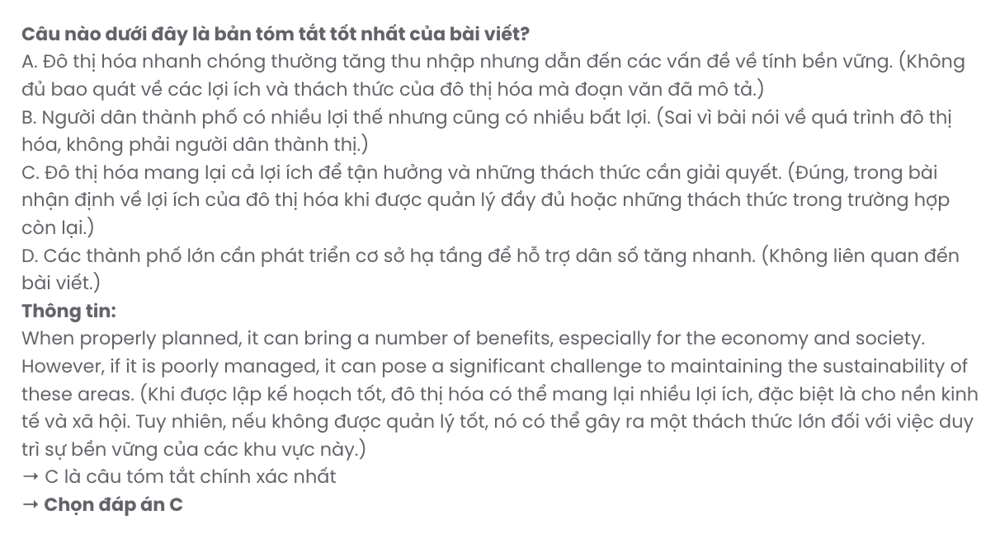 Câu nào dưới đây là bản tóm tắt tốt nhất của bài viết?
A. Đô thị hóa nhanh chóng thường tăng thu nhập nhưng dẫn đến các vấn đề về tính bền vững. (Không
đủ bao quát về các lợi ích và thách thức của đô thị hóa mà đoạn văn đã mô tả.)
B. Người dân thành phố có nhiều lợi thế nhưng cũng có nhiều bất lợi. (Sai vì bài nói về quá trình đô thị
hóa, không phải người dân thành thị.)
C. Đô thị hóa mang lại cả lợi ích để tận hưởng và những thách thức cần giải quyết. (Đúng, trong bài
nhận định về lợi ích của đô thị hóa khi được quản lý đầy đủ hoặc những thách thức trong trường hợp
còn lại.)
D. Các thành phố lớn cần phát triển cơ sở hạ tầng để hỗ trợ dân số tăng nhanh. (Không liên quan đến
bài viết.)
Thông tin:
When properly planned, it can bring a number of benefits, especially for the economy and society.
However, if it is poorly managed, it can pose a significant challenge to maintaining the sustainability of
these areas. (Khi được lập kế hoạch tốt, đô thị hóa có thể mang lại nhiều lợi ích, đặc biệt là cho nền kinh
tế và xã hội. Tuy nhiên, nếu không được quản lý tốt, nó có thể gây ra một thách thức lớn đối với việc duy
trì sự bền vững của các khu vực này.)
→ C là câu tóm tắt chính xác nhất
→ Chọn đáp án C